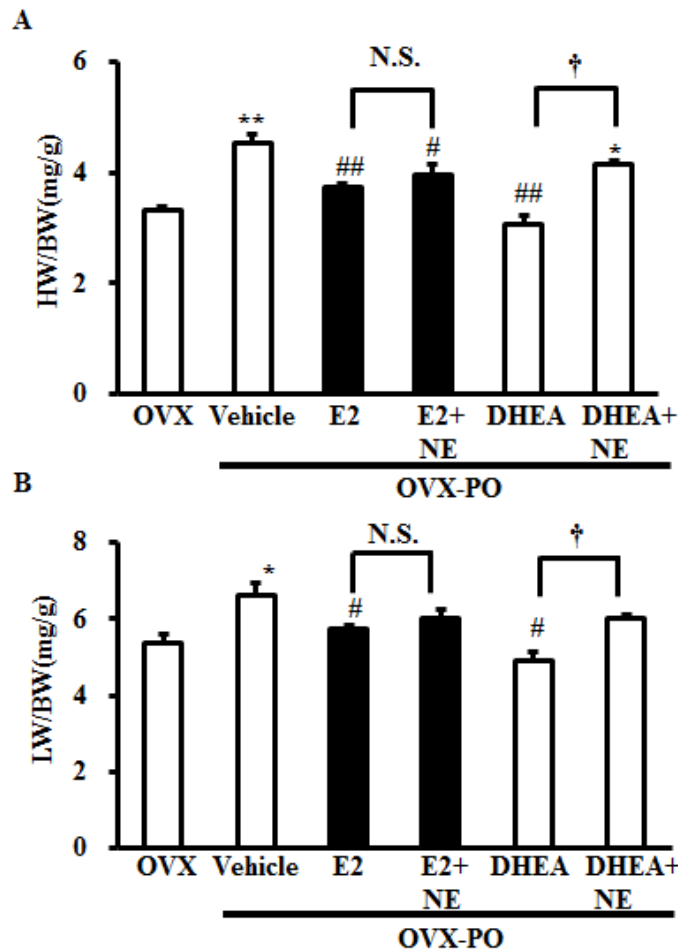 A
HW/BW(mg/g)
6
4
2
0
**
##
#
##
*
N.S.
†
OVX Vehicle E2 E2+ NE DHEA DHEA+ NE
OVX-PO
B
LW/BW(mg/g)
8
6
4
2
0
*
#
#
N.S.
†
OVX Vehicle E2 E2+ NE DHEA DHEA+ NE
OVX-PO